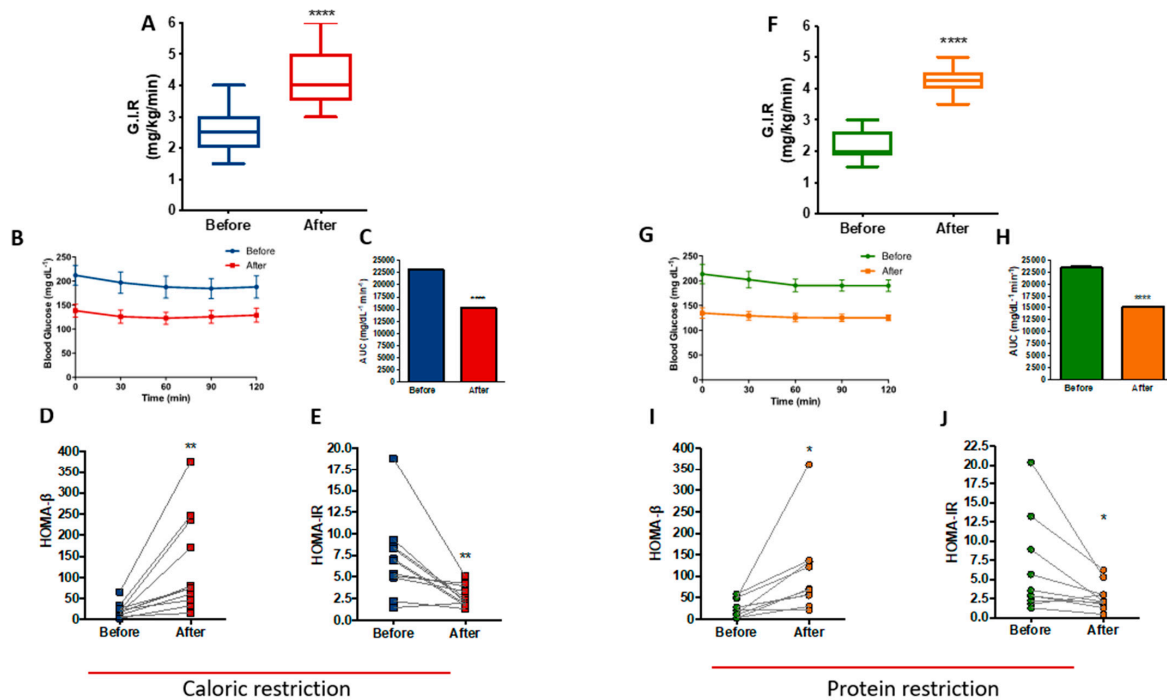 A
****
6
5
4
3
2
1
0
G.I.R
(mg/kg/min)
Before After
F
****
6
5
4
3
2
1
0
G.I.R
(mg/kg/min)
Before After
B
Before
After
250
200
150
100
50
0
Blood Glucose (mg dL-1)
0 30 60 90 120
Time (min)
C
****
25000
22500
20000
17500
15000
12500
10000
7500
5000
2500
0
Before After
G
Before
After
250
200
150
100
50
0
Blood Glucose (mg dL-1)
0 30 60 90 120
Time (min)
H
****
25000
22500
20000
17500
15000
12500
10000
7500
5000
2500
0
AUC (mg/dL-1 min-1)
Before After
D
**
400
350
300
250
200
150
100
50
0
HOMA-β
Before After
E
**
20.0
17.5
15.0
12.5
10.0
7.5
5.0
2.5
0.0
HOMA-IR
Before After
I
*
400
350
300
250
200
150
100
50
0
HOMA-β
Before After
J
*
22.5
20.0
17.5
15.0
12.5
10.0
7.5
5.0
2.5
0.0
HOMA-IR
Before After
Caloric restriction
Protein restriction